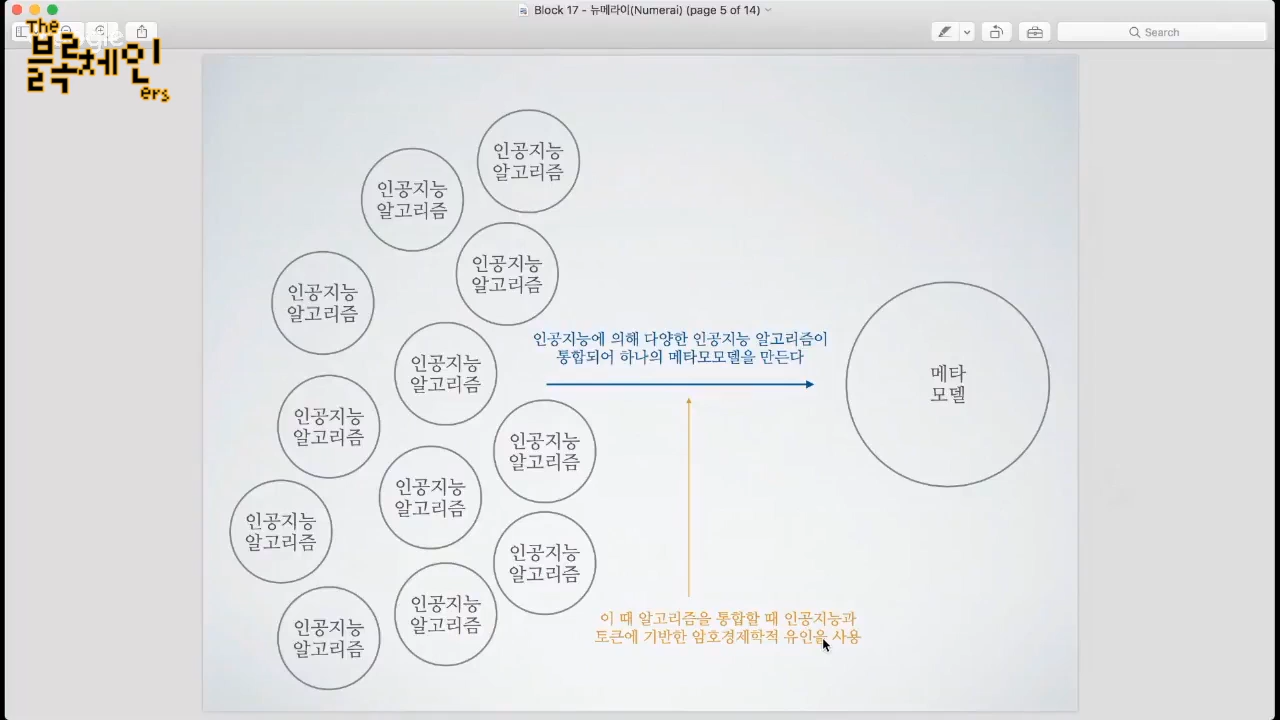 Block 17 - 뉴메라이(Numerai) (page 5 of 14)
Search
The
블록체인
ers
인공지능
알고리즘
인공지능
알고리즘
인공지능
알고리즘
인공지능
알고리즘
인공지능
알고리즘
인공지능
알고리즘
인공지능
알고리즘
인공지능
알고리즘
인공지능
알고리즘
인공지능
알고리즘
인공지능
알고리즘
인공지능
알고리즘
인공지능에 의해 다양한 인공지능 알고리즘이
통합되어 하나의 메타모모델을 만든다
메타
모델
이 때 알고리즘을 통합할 때 인공지능과
토큰에 기반한 암호경제학적 유인을 사용